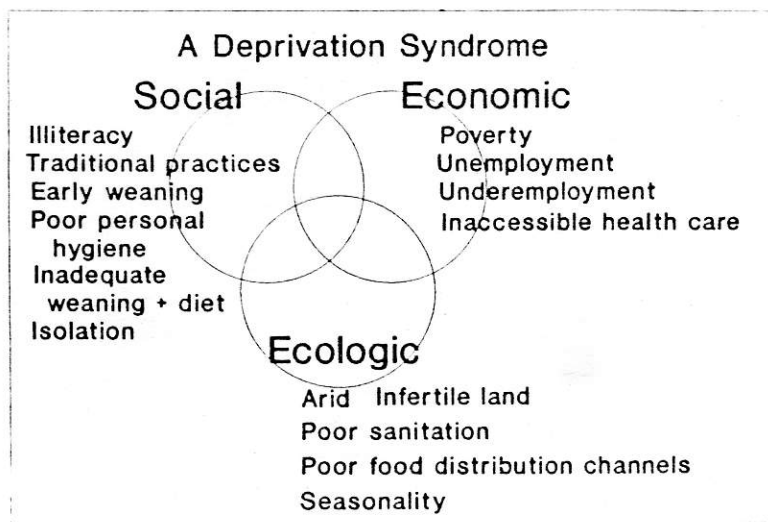 A Deprivation Syndrome
Social
Illiteracy
Traditional practices
Early weaning
Poor personal
hygiene
Inadequate
weaning + diet
Isolation
Economic
Poverty
Unemployment
Underemployment
Inaccessible health care
Ecologic
Arid Infertile land
Poor sanitation
Poor food distribution channels
Seasonality